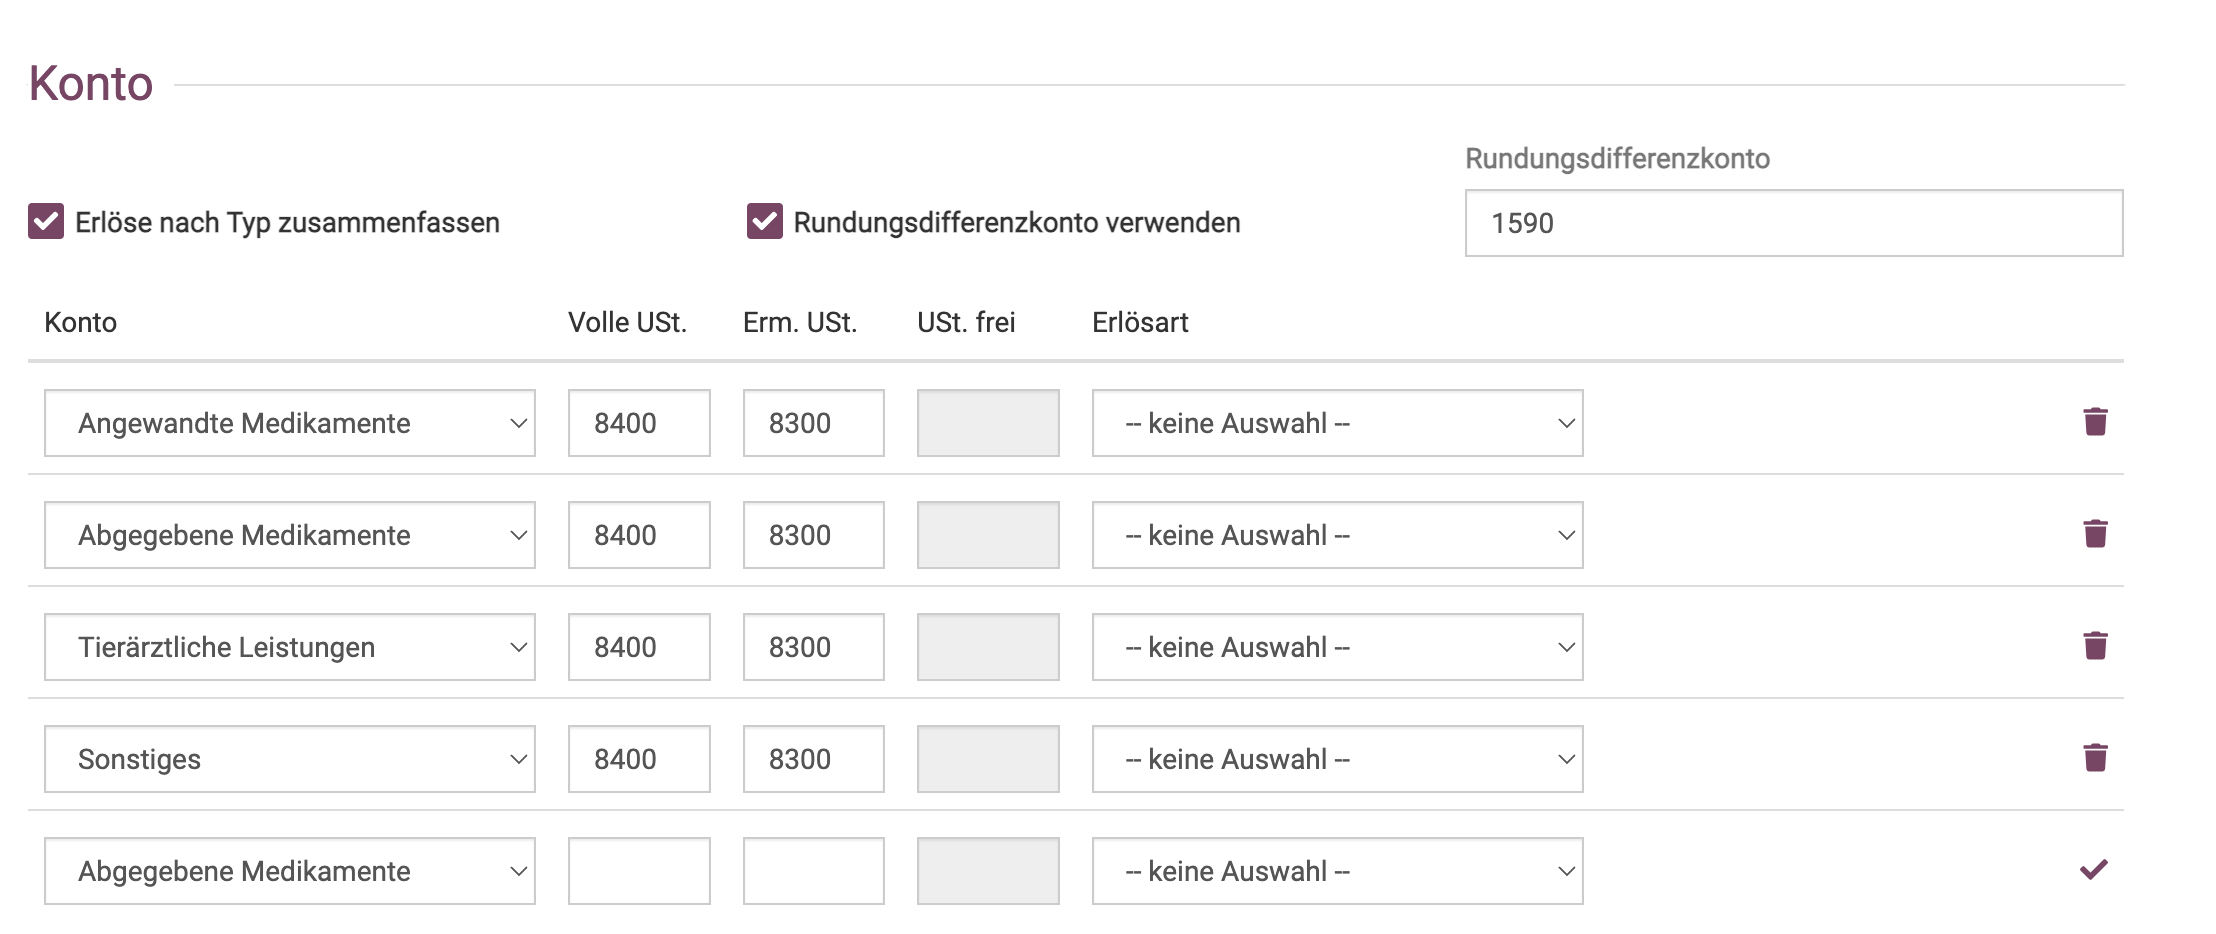 Konto
Rundungsdifferenzkonto
Erlöse nach Typ zusammenfassen
Rundungsdifferenzkonto verwenden
1590
Konto Volle USt. Erm. USt. USt. frei Erlösart
Angewandte Medikamente 8400 8300 -- keine Auswahl --
Abgegebene Medikamente 8400 8300 -- keine Auswahl --
Tierärztliche Leistungen 8400 8300 -- keine Auswahl --
Sonstiges 8400 8300 -- keine Auswahl --
Abgegebene Medikamente -- keine Auswahl --